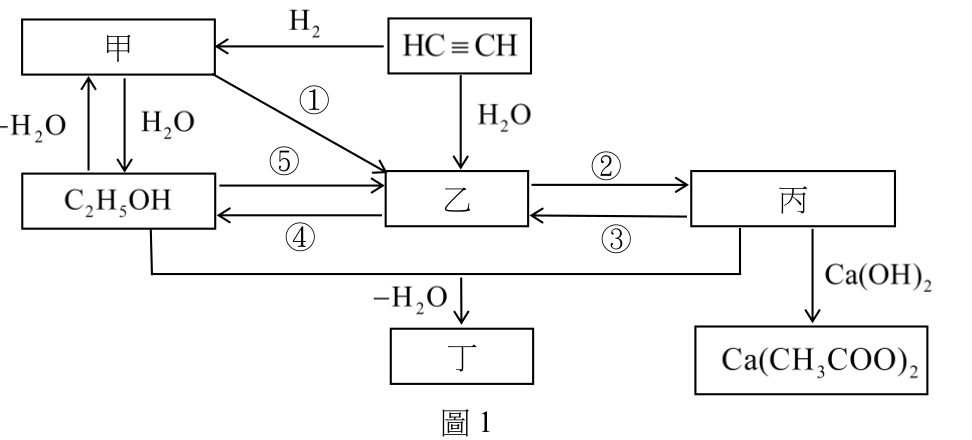 甲
H₂
HC≡CH
①
–H₂O
H₂O
H₂O
C₂H₅OH
⑤
④
乙
②
③
丙
–H₂O
Ca(OH)₂
丁
Ca(CH₃COO)₂
圖1